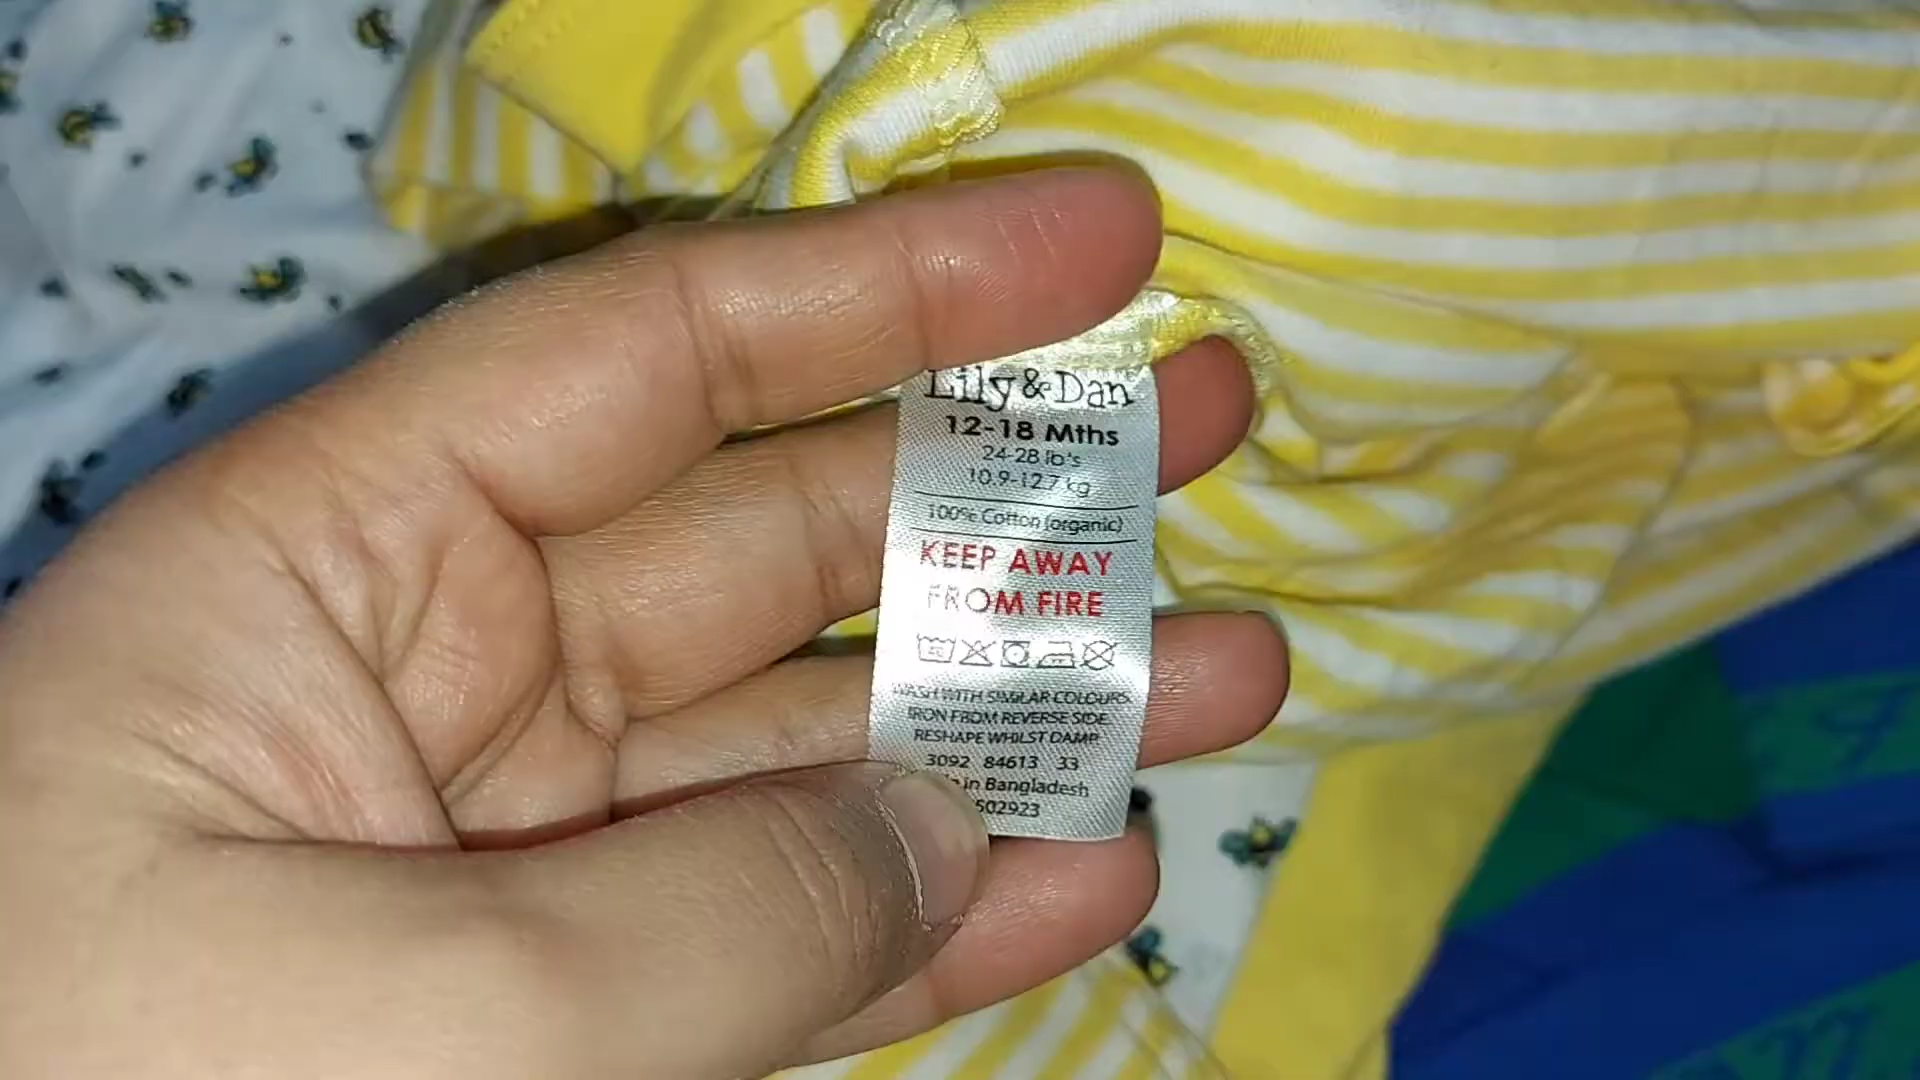 Lily & Dan
12-18 Mths
24-28 lb's
10.9-12.7 kg
100% Cotton (organic)
KEEP AWAY
FROM FIRE
WASH WITH SIMILAR COLOURS.
IRON FROM REVERSE SIDE.
RESHAPE WHILST DAMP.
3092 84613 33
in Bangladesh
502923